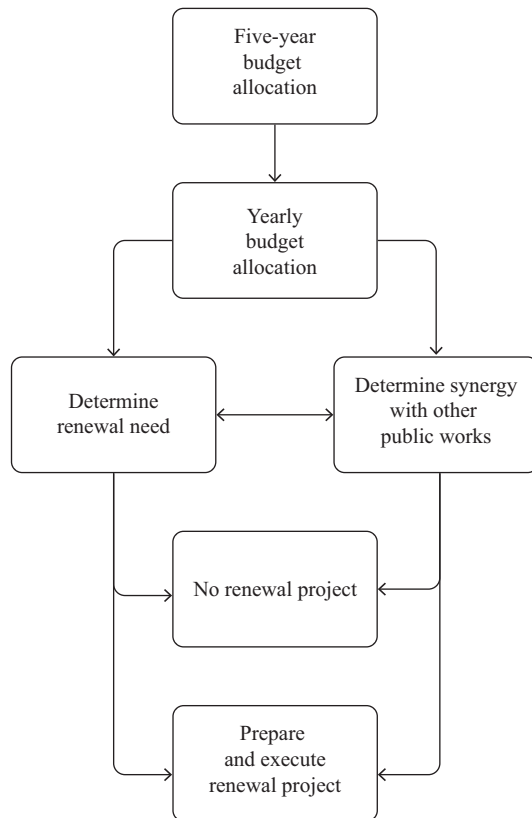 Five-year
budget
allocation
Yearly
budget
allocation
Determine
renewal need
Determine synergy
with other
public works
No renewal project
Prepare
and execute
renewal project